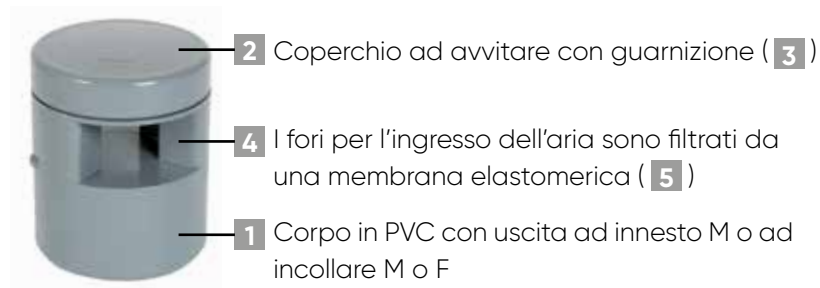 2 Coperchio ad avvitare con guarnizione ( 3 )
4 I fori per l'ingresso dell'aria sono filtrati da
una membrana elastomerica ( 5 )
1 Corpo in PVC con uscita ad innesto M o ad
incollare M o F